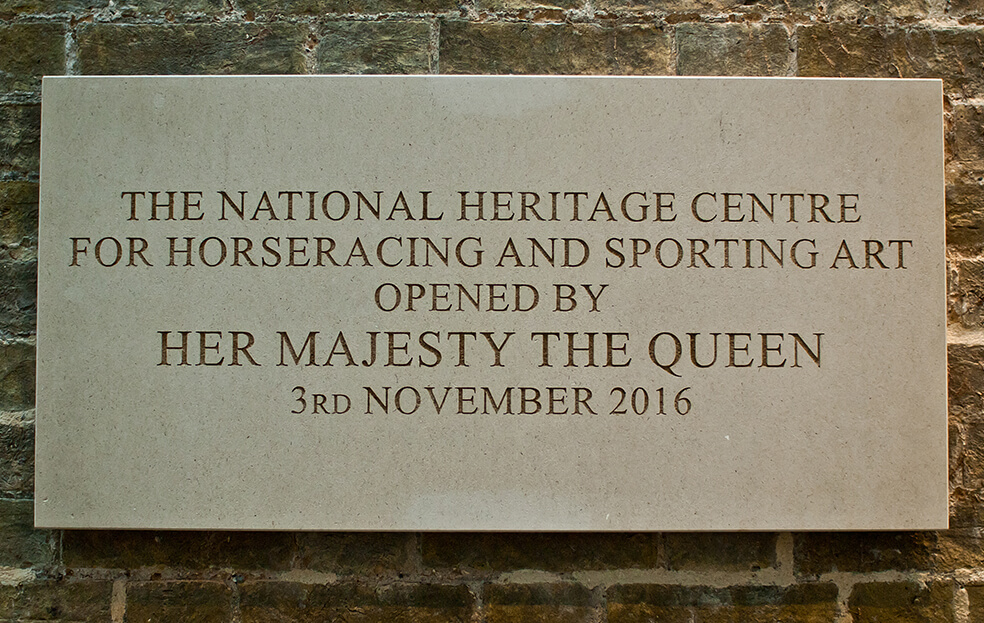 THE NATIONAL HERITAGE CENTRE
FOR HORSERACING AND SPORTING ART
OPENED BY
HER MAJESTY THE QUEEN
3RD NOVEMBER 2016